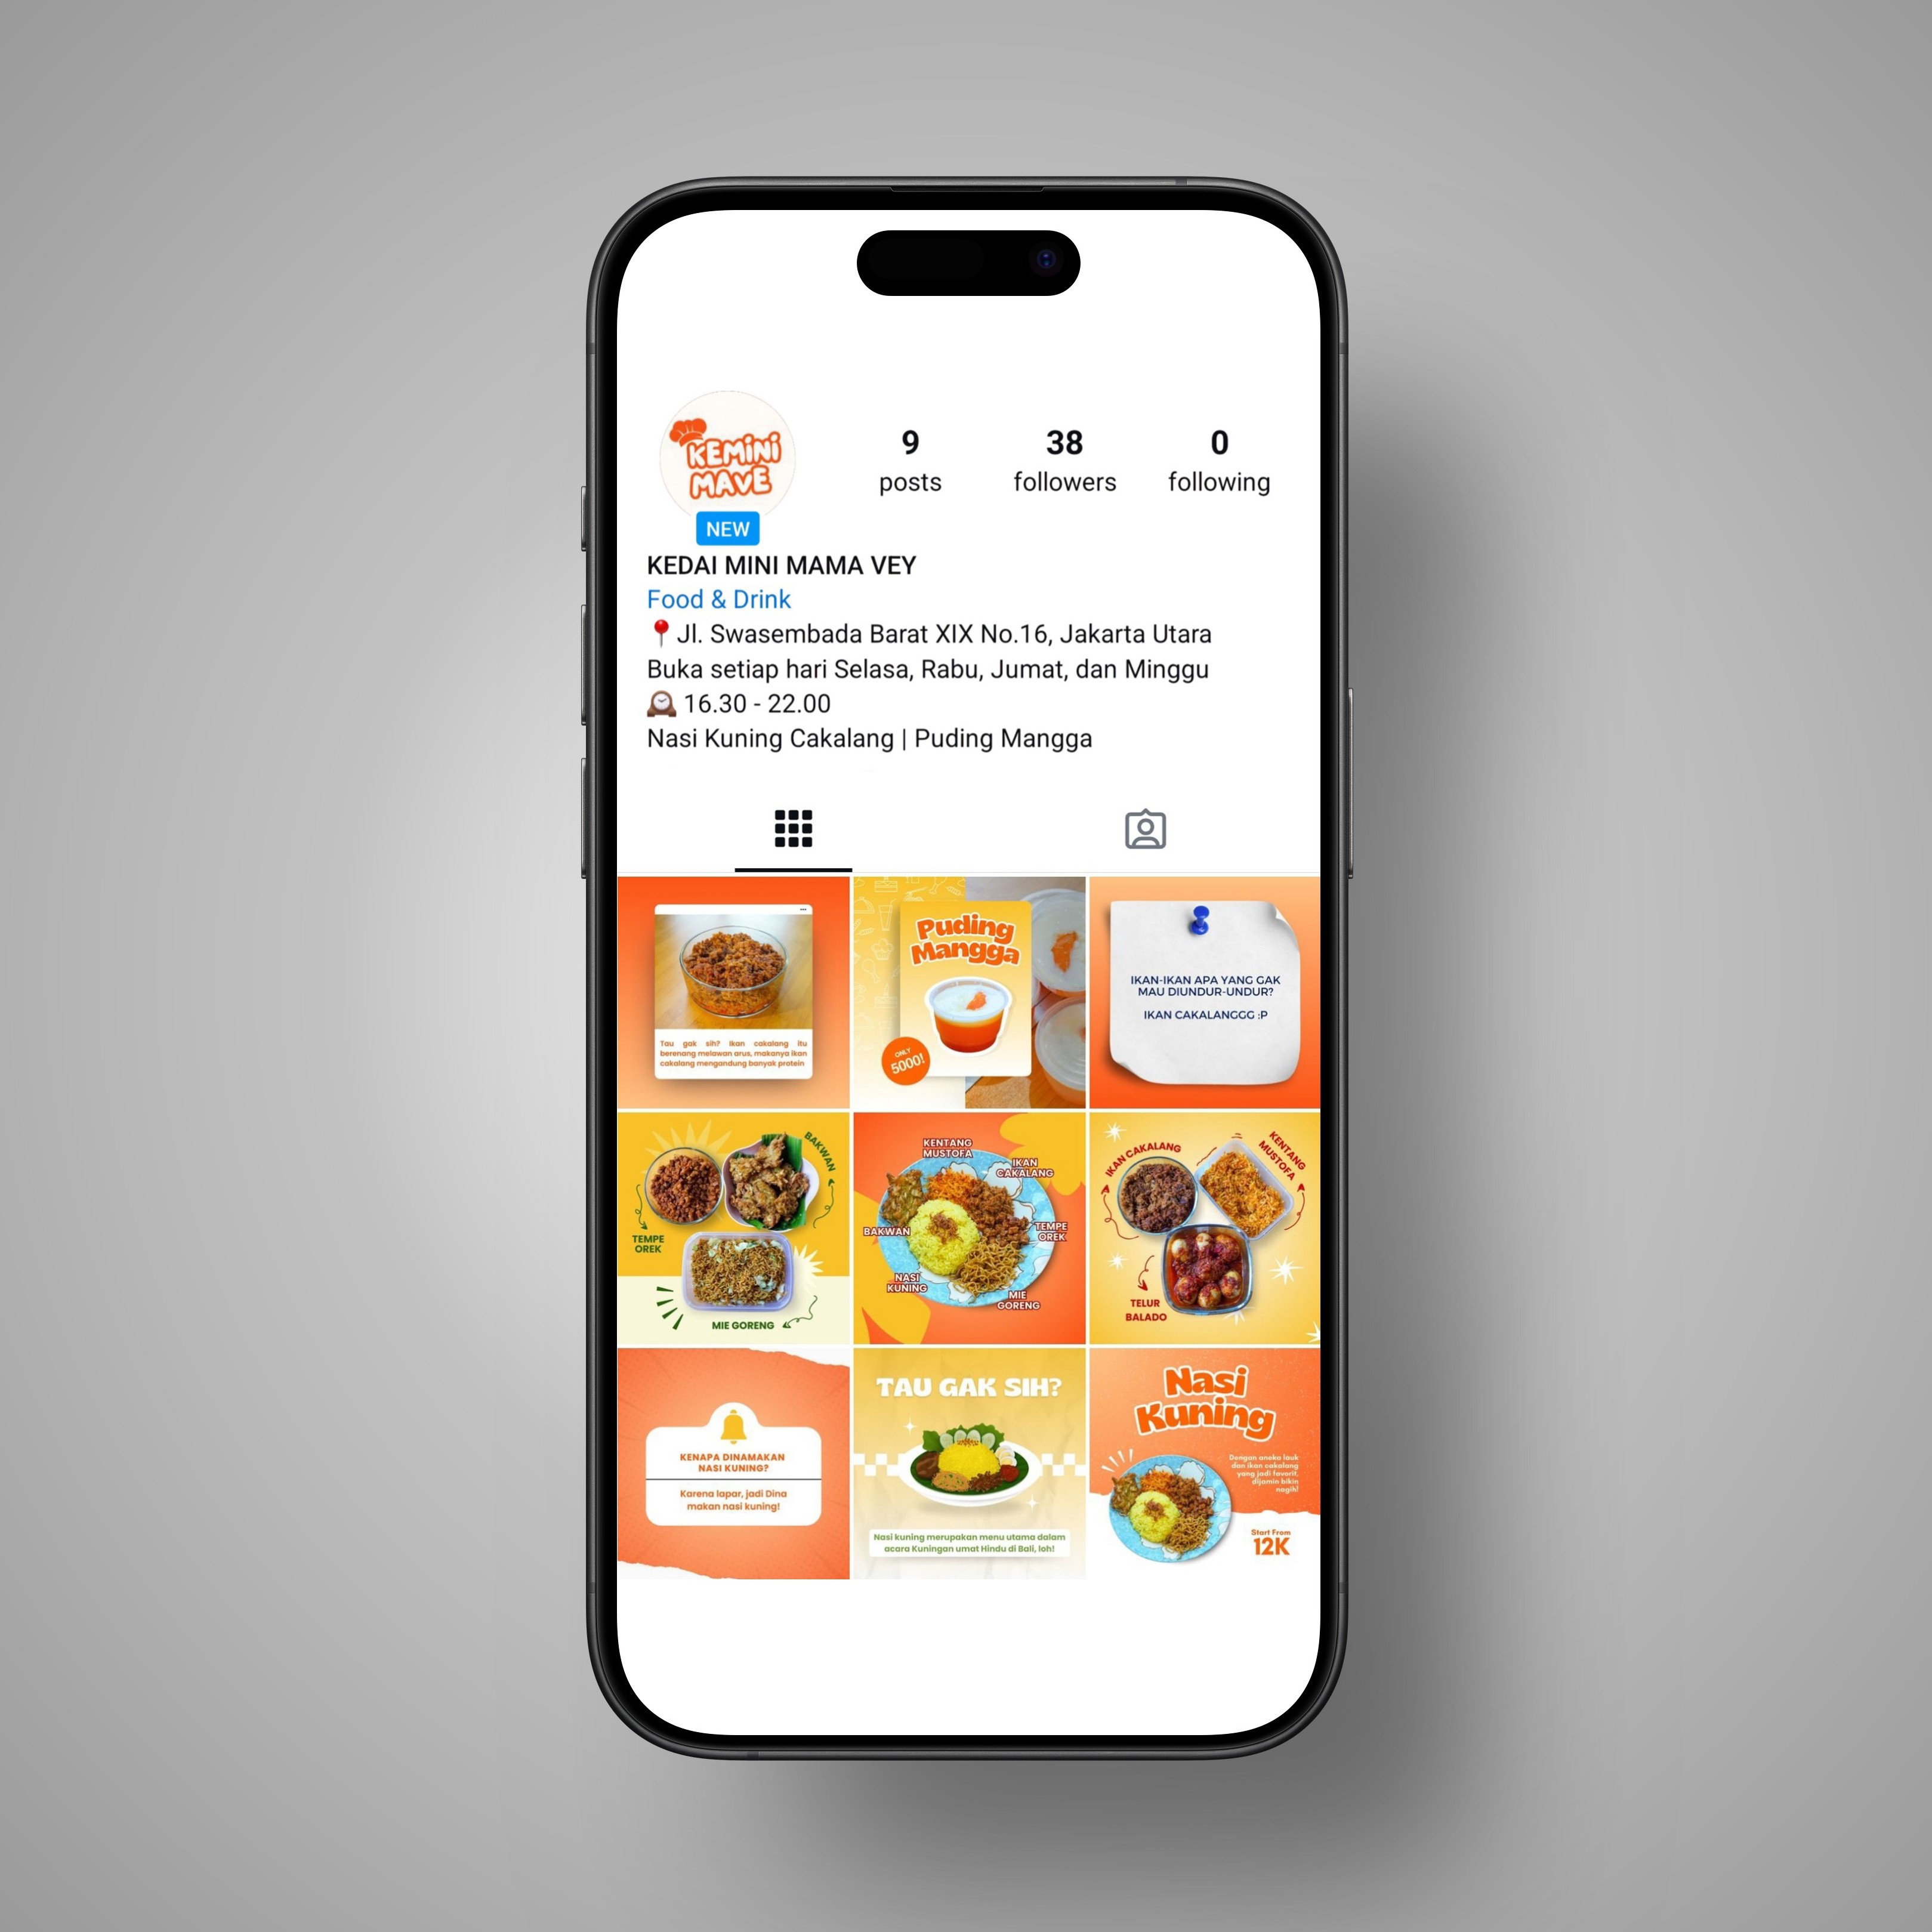 KEMINI
MAVE
NEW
9
posts
38
followers
0
following
KEDAI MINI MAMA VEY
Food & Drink
Jl. Swasembada Barat XIX No.16, Jakarta Utara
Buka setiap hari Selasa, Rabu, Jumat, dan Minggu
16.30 - 22.00
Nasi Kuning Cakalang | Puding Mangga
Tau gak sih? Ikan cakalang itu
berenang melawan arus, makanya ikan
cakalang mengandung banyak protein
Puding
Mangga
ONLY
5000!
IKAN-IKAN APA YANG GAK
MAU DIUNDUR-UNDUR?
IKAN CAKALANGGG :P
BAKWAN
TEMPE
OREK
MIE GORENG
KENTANG
MUSTOFA
IKAN
CAKALANG
BAKWAN
TEMPE
OREK
NASI
KUNING
MIE
GORENG
IKAN CAKALANG
KENTANG
MUSTOFA
TELUR
BALADO
KENAPA DINAMAKAN
NASI KUNING?
Karena lapar, jadi Dina
makan nasi kuning!
TAU GAK SIH?
Nasi kuning merupakan menu utama dalam
acara Kuningan umat Hindu di Bali, loh!
Nasi
Kuning
Dengan aneka lauk
dan ikan cakalang
yang jadi favorit,
dijamin bikin
nagih!
Start From
12K